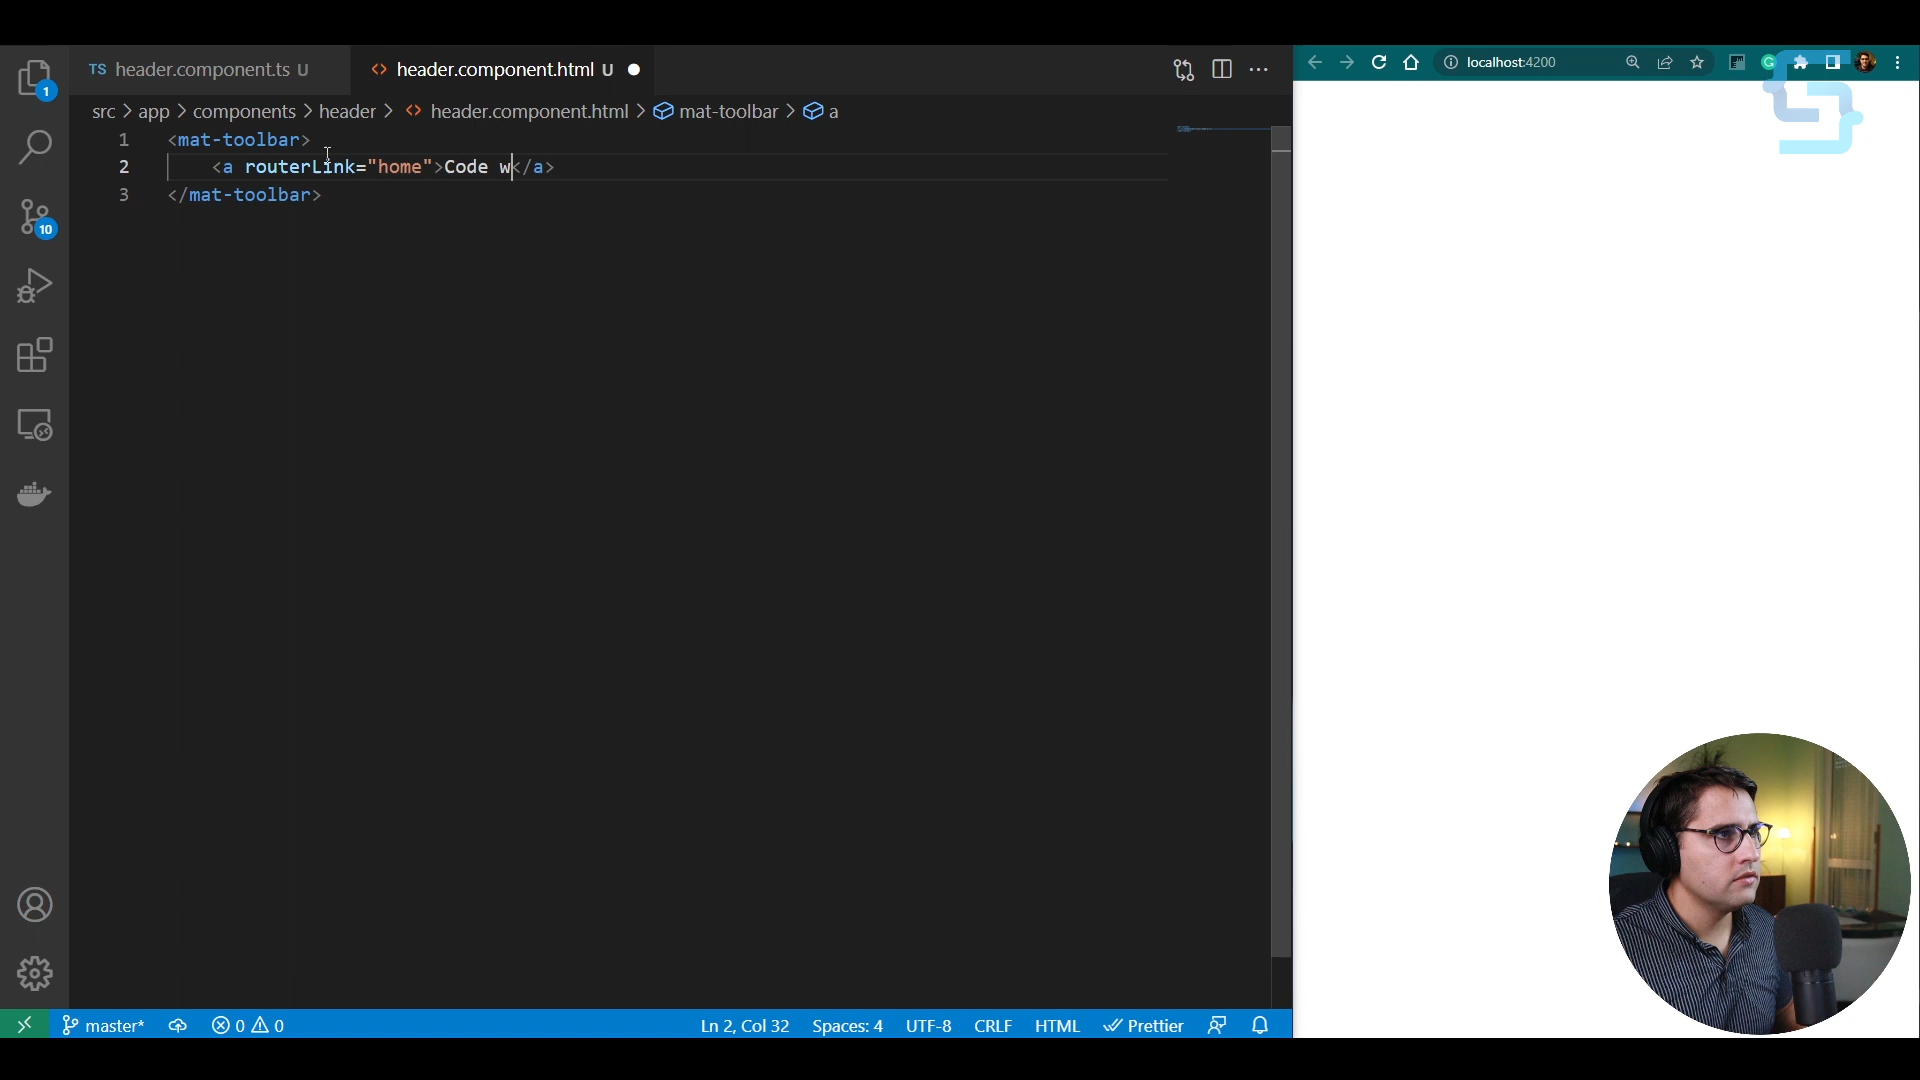 TS header.component.ts U
<> header.component.html U
localhost:4200
src > app > components > header > <> header.component.html > mat-toolbar > a
1 <mat-toolbar>
2 <a routerLink="home">Code w</a>
3 </mat-toolbar>
1
10
master* 0 0 Ln 2, Col 32 Spaces: 4 UTF-8 CRLF HTML Prettier